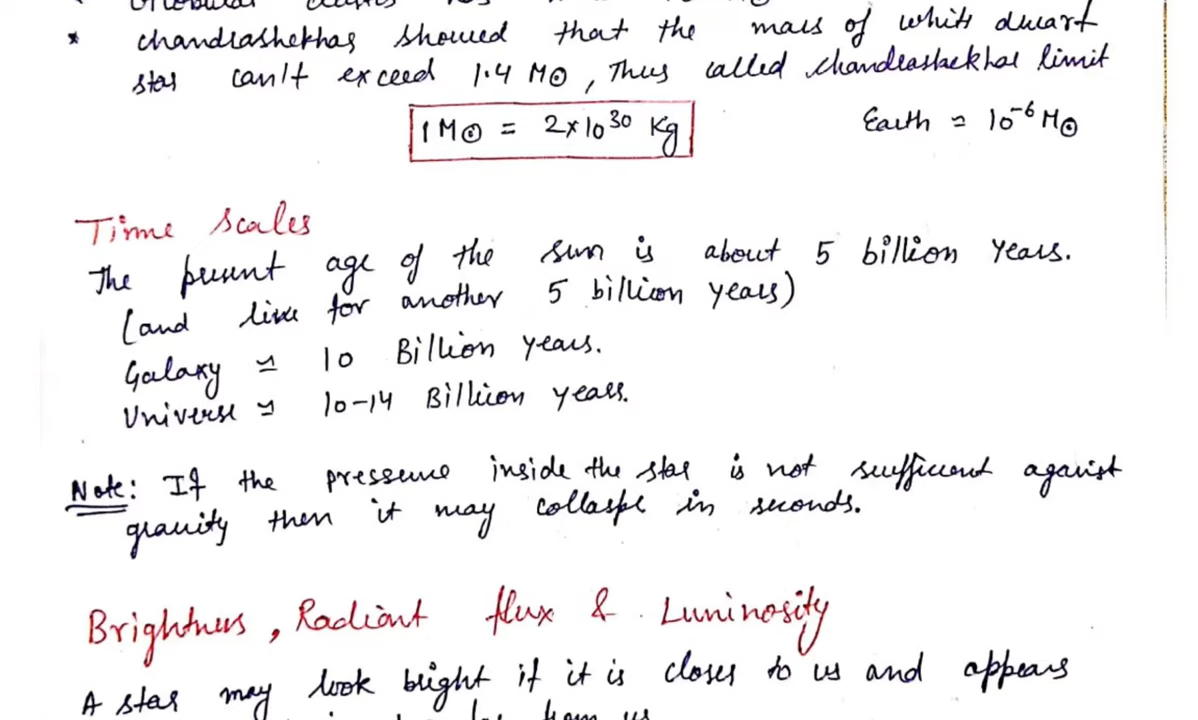 * chandrashekhar showed that the mass of white dwarf
star can't exceed 1.4 M⊙, Thus called chandrashekhar limit
1 M⊙ = 2×10³⁰ Kg
Earth ≃ 10⁻⁶ M⊙
Time scales
The present age of the sun is about 5 billion years.
(and live for another 5 billion years)
Galaxy ≃ 10 Billion years.
Universe ≃ 10-14 Billion years.
Note: If the pressure inside the star is not sufficient against
gravity then it may collaspe in seconds.
Brightness, Radiant flux & Luminosity
A star may look bright if it is closer to us and appears
from us